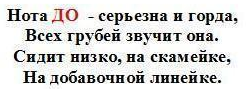 Нота ДО - серьезна и горда,
Всех грубей звучит она.
Сидит низко, на скамейке,
На добавочной линейке.